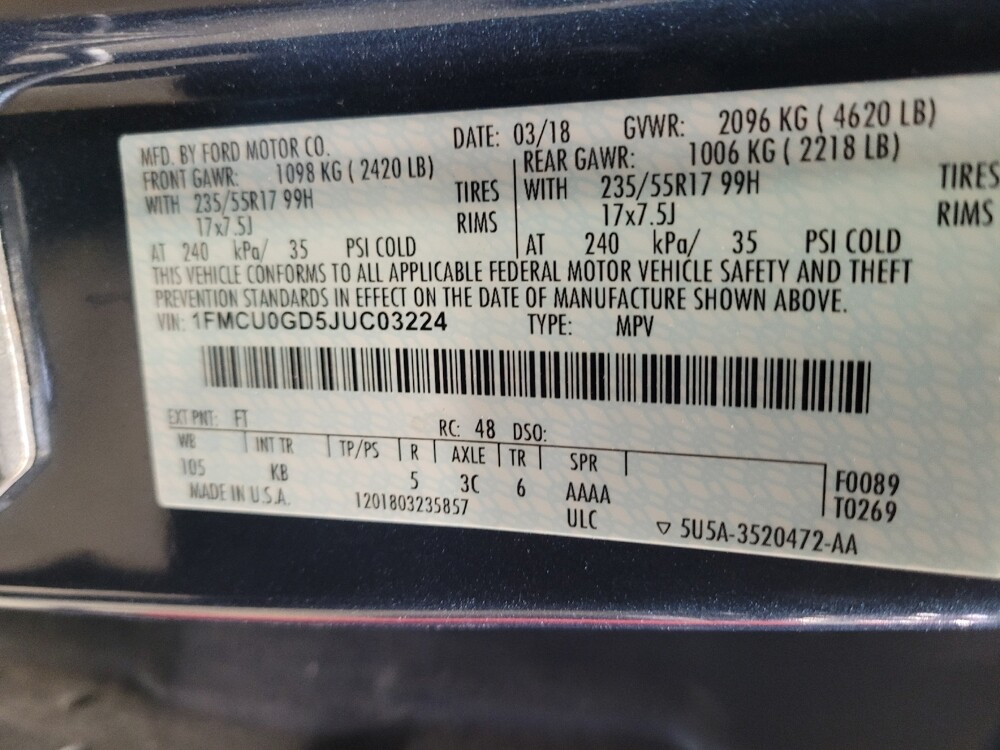 MFD. BY FORD MOTOR CO. DATE: 03/18 GVWR: 2096 KG ( 4620 LB)
FRONT GAWR: 1098 KG ( 2420 LB) REAR GAWR: 1006 KG ( 2218 LB)
WITH 235/55R17 99H TIRES WITH 235/55R17 99H TIRES
17x7.5J RIMS 17x7.5J RIMS
AT 240 kPa/ 35 PSI COLD AT 240 kPa/ 35 PSI COLD
THIS VEHICLE CONFORMS TO ALL APPLICABLE FEDERAL MOTOR VEHICLE SAFETY AND THEFT
PREVENTION STANDARDS IN EFFECT ON THE DATE OF MANUFACTURE SHOWN ABOVE.
VIN: 1FMCU0GD5JUC03224 TYPE: MPV
EXT PNT: FT RC: 48 DSO:
WB INT TR TP/PS R AXLE TR SPR
105 KB 5 3C 6 AAAA F0089
MADE IN U.S.A. 1201803235857 ULC T0269
▽ 5U5A-3520472-AA